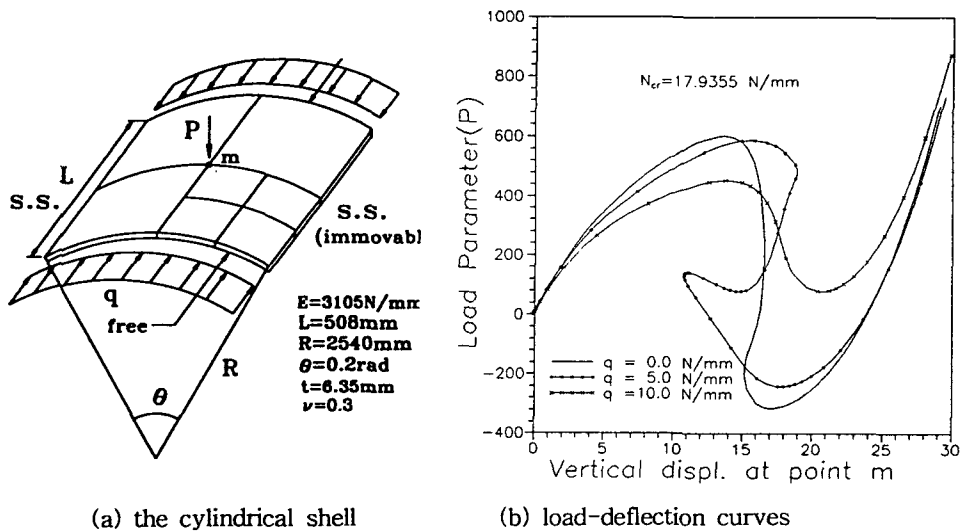 P
m
L
S.S.
S.S.
(immovabl
q
free
R
θ
E=3105N/mm
L=508mm
R=2540mm
θ=0.2rad
t=6.35mm
ν=0.3
(a) the cylindrical shell
Load Parameter(P)
1000
800
600
400
200
0
-200
-400
N_cr=17.9355 N/mm
q = 0.0 N/mm
q = 5.0 N/mm
q =10.0 N/mm
0 5 10 15 20 25 30
Vertical displ. at point m
(b) load-deflection curves